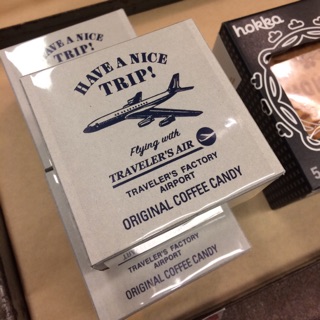 HAVE A NICE
TRIP!
Flying with
TRAVELER'S AIR
TRAVELER'S FACTORY
AIRPORT
ORIGINAL COFFEE CANDY
HAVE A NICE
TRAVELER'S FACTORY
AIRPORT
ORIGINAL COFFEE CANDY
hokka
5